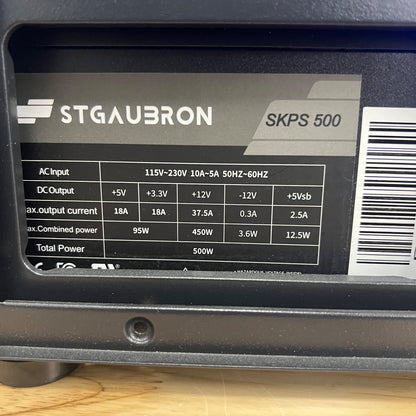 STGAUBRON
SKPS 500
AC Input 115V~230V 10A~5A 50HZ~60HZ
DC Output +5V +3.3V +12V -12V +5Vsb
ax.output current 18A 18A 37.5A 0.3A 2.5A
ax.Combined power 95W 450W 3.6W 12.5W
Total Power 500W